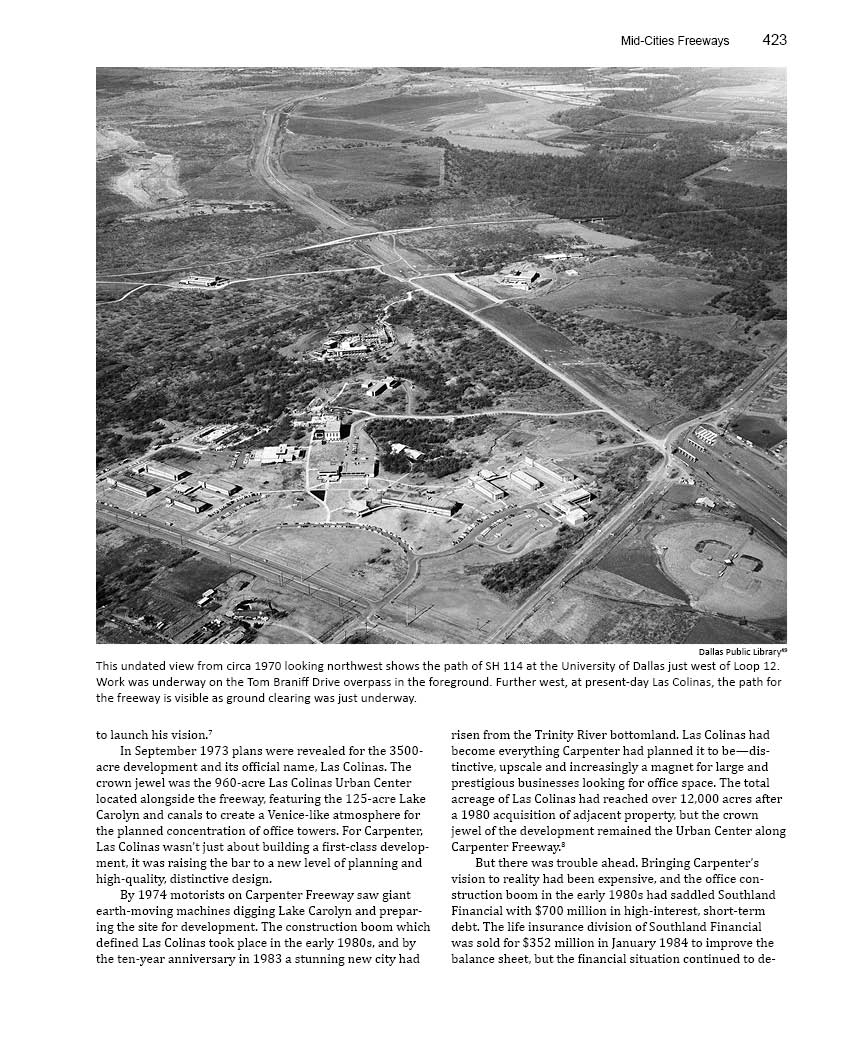 Mid-Cities Freeways 423
Dallas Public Library⁶⁹
This undated view from circa 1970 looking northwest shows the path of SH 114 at the University of Dallas just west of Loop 12.
Work was underway on the Tom Braniff Drive overpass in the foreground. Further west, at present-day Las Colinas, the path for
the freeway is visible as ground clearing was just underway.
to launch his vision.⁷
In September 1973 plans were revealed for the 3500-
acre development and its official name, Las Colinas. The
crown jewel was the 960-acre Las Colinas Urban Center
located alongside the freeway, featuring the 125-acre Lake
Carolyn and canals to create a Venice-like atmosphere for
the planned concentration of office towers. For Carpenter,
Las Colinas wasn't just about building a first-class develop-
ment, it was raising the bar to a new level of planning and
high-quality, distinctive design.
By 1974 motorists on Carpenter Freeway saw giant
earth-moving machines digging Lake Carolyn and prepar-
ing the site for development. The construction boom which
defined Las Colinas took place in the early 1980s, and by
the ten-year anniversary in 1983 a stunning new city had
risen from the Trinity River bottomland. Las Colinas had
become everything Carpenter had planned it to be—dis-
tinctive, upscale and increasingly a magnet for large and
prestigious businesses looking for office space. The total
acreage of Las Colinas had reached over 12,000 acres after
a 1980 acquisition of adjacent property, but the crown
jewel of the development remained the Urban Center along
Carpenter Freeway.⁸
But there was trouble ahead. Bringing Carpenter's
vision to reality had been expensive, and the office con-
struction boom in the early 1980s had saddled Southland
Financial with $700 million in high-interest, short-term
debt. The life insurance division of Southland Financial
was sold for $352 million in January 1984 to improve the
balance sheet, but the financial situation continued to de-